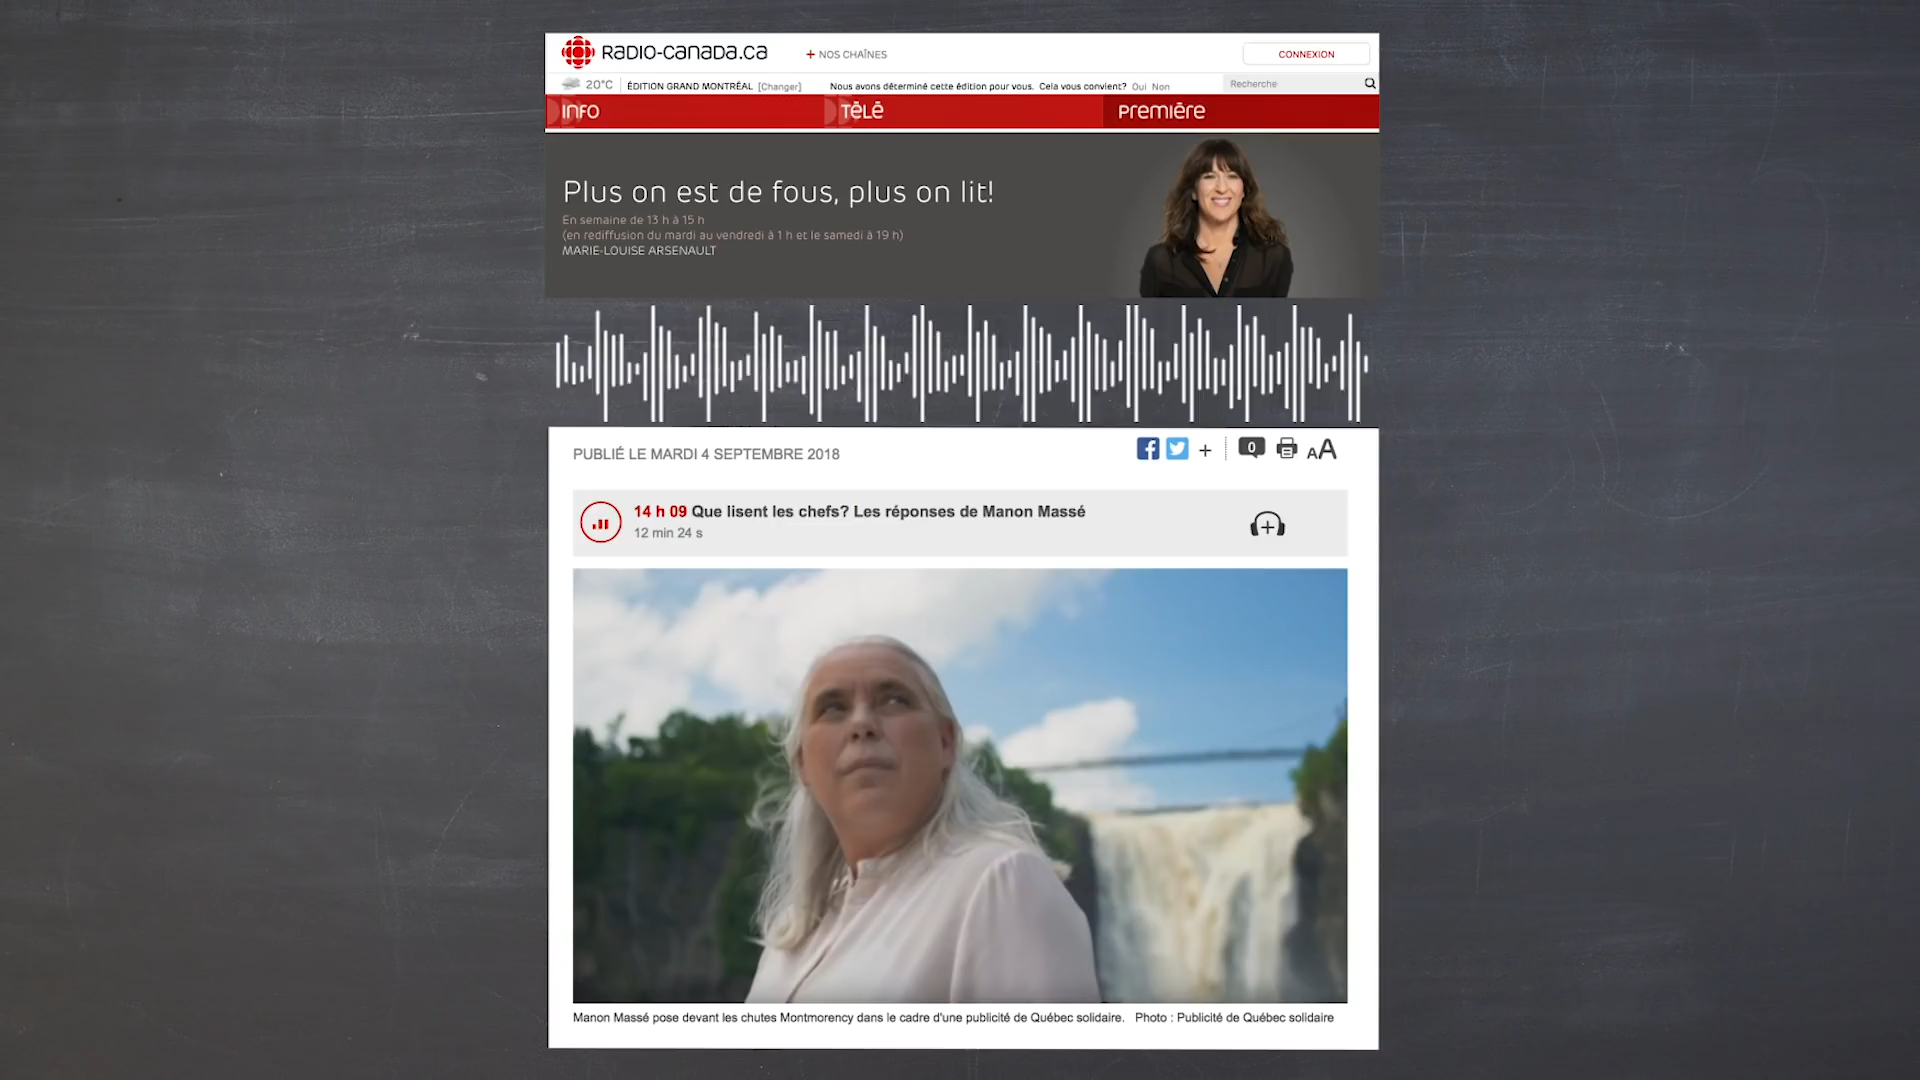 RADIO-CANADA.CA
+ NOS CHAÎNES
CONNEXION
20°C
ÉDITION GRAND MONTRÉAL [Changer]
Nous avons déterminé cette édition pour vous. Cela vous convient? Oui Non
Recherche
INFO
TÉLÉ
PREMIÈRE
Plus on est de fous, plus on lit!
En semaine de 13 h à 15 h
(en rediffusion du mardi au vendredi à 1 h et le samedi à 19 h)
MARIE-LOUISE ARSENAULT
PUBLIÉ LE MARDI 4 SEPTEMBRE 2018
+
0
AA
14 h 09 Que lisent les chefs? Les réponses de Manon Massé
12 min 24 s
Manon Massé pose devant les chutes Montmorency dans le cadre d'une publicité de Québec solidaire. Photo : Publicité de Québec solidaire